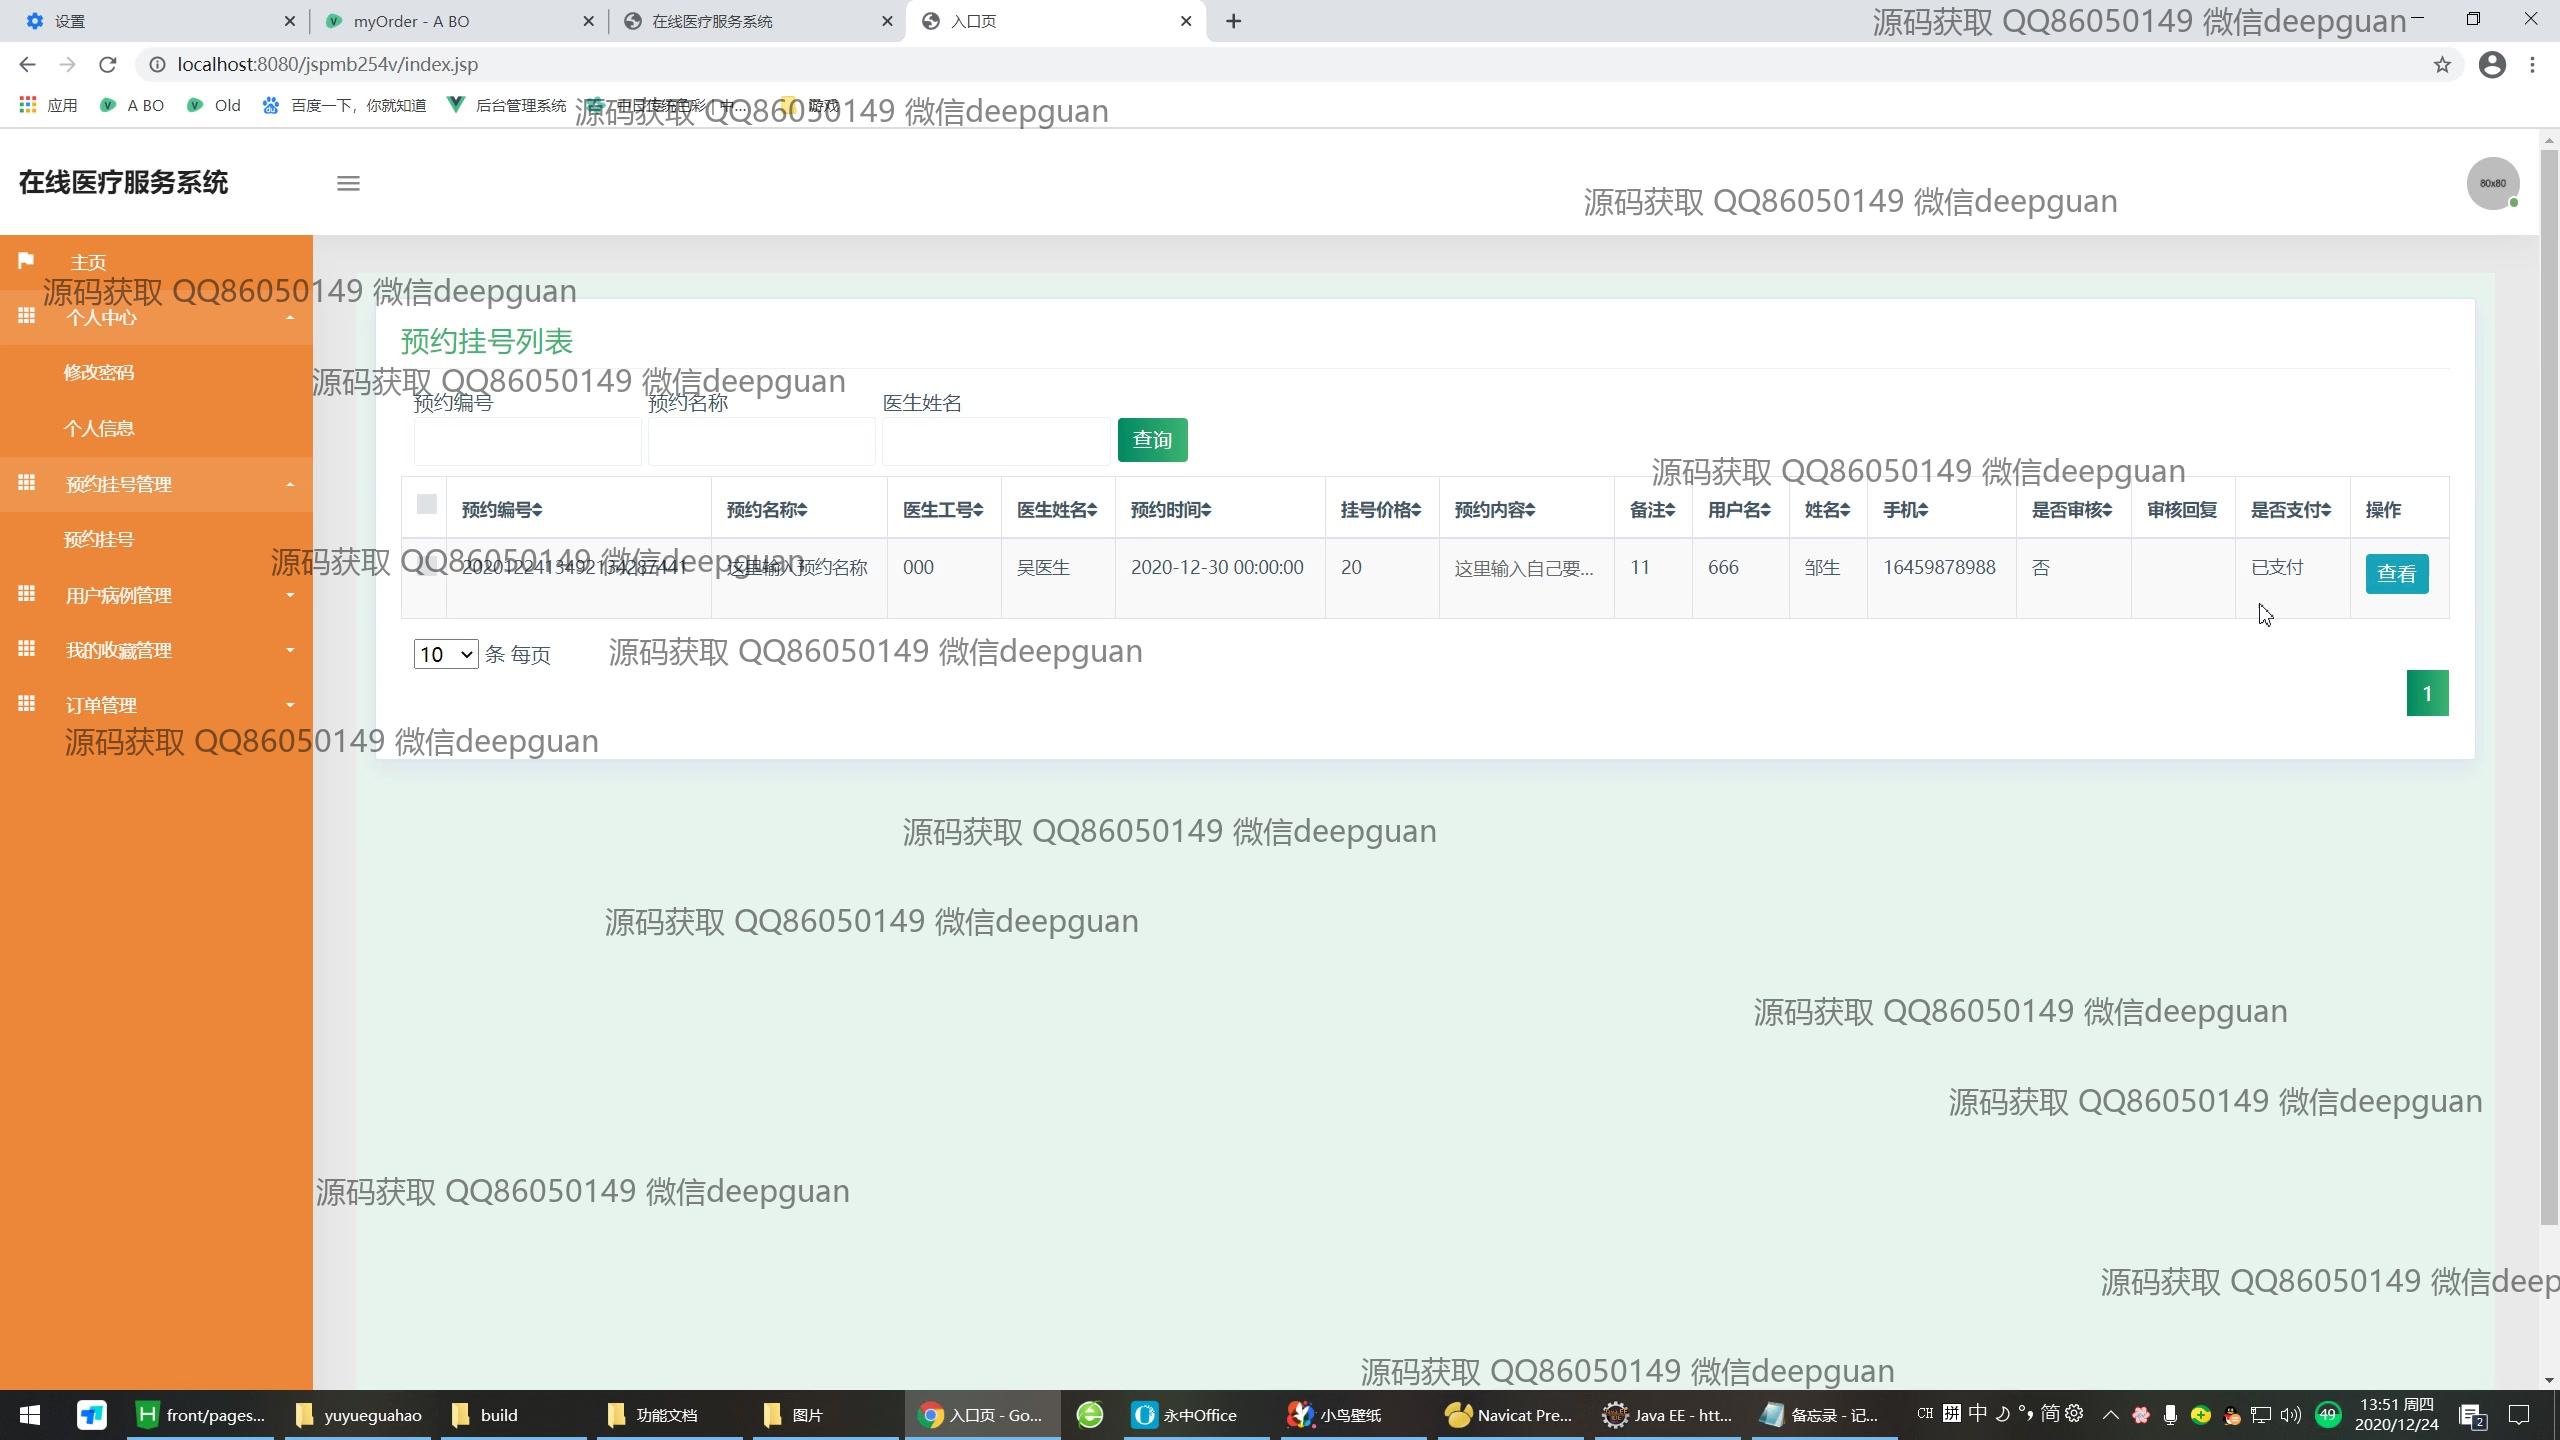 设置
myOrder - A BO
在线医疗服务系统
入口页
源码获取 QQ86050149 微信deepguan
localhost:8080/jspmb254v/index.jsp
应用
A BO
Old
百度一下，你就知道
后台管理系统
游戏
源码获取 QQ86050149 微信deepguan
在线医疗服务系统
80x80
源码获取 QQ86050149 微信deepguan
主页
源码获取 QQ86050149 微信deepguan
个人中心
预约挂号列表
修改密码
源码获取 QQ86050149 微信deepguan
预约编号 预约名称 医生姓名
个人信息
查询
源码获取 QQ86050149 微信deepguan
预约挂号管理
预约编号 预约名称 医生工号 医生姓名 预约时间 挂号价格 预约内容 备注 用户名 姓名 手机 是否审核 审核回复 是否支付 操作
预约挂号
源码获取 QQ86050149 微信deepguan
这里输入预约名称 000 吴医生 2020-12-30 00:00:00 20 这里输入自己要... 11 666 邹生 16459878988 否 已支付 查看
用户病例管理
我的收藏管理
10 条 每页
源码获取 QQ86050149 微信deepguan
1
订单管理
源码获取 QQ86050149 微信deepguan
源码获取 QQ86050149 微信deepguan
源码获取 QQ86050149 微信deepguan
源码获取 QQ86050149 微信deepguan
源码获取 QQ86050149 微信deepguan
源码获取 QQ86050149 微信deepguan
源码获取 QQ86050149 微信deep
源码获取 QQ86050149 微信deepguan
front/pages...
yuyueguahao
build
功能文档
图片
入口页 - Go...
永中Office
小鸟壁纸
Navicat Pre...
Java EE - htt...
备忘录 - 记...
CH 拼 中 简
49
13:51 周四
2020/12/24
2